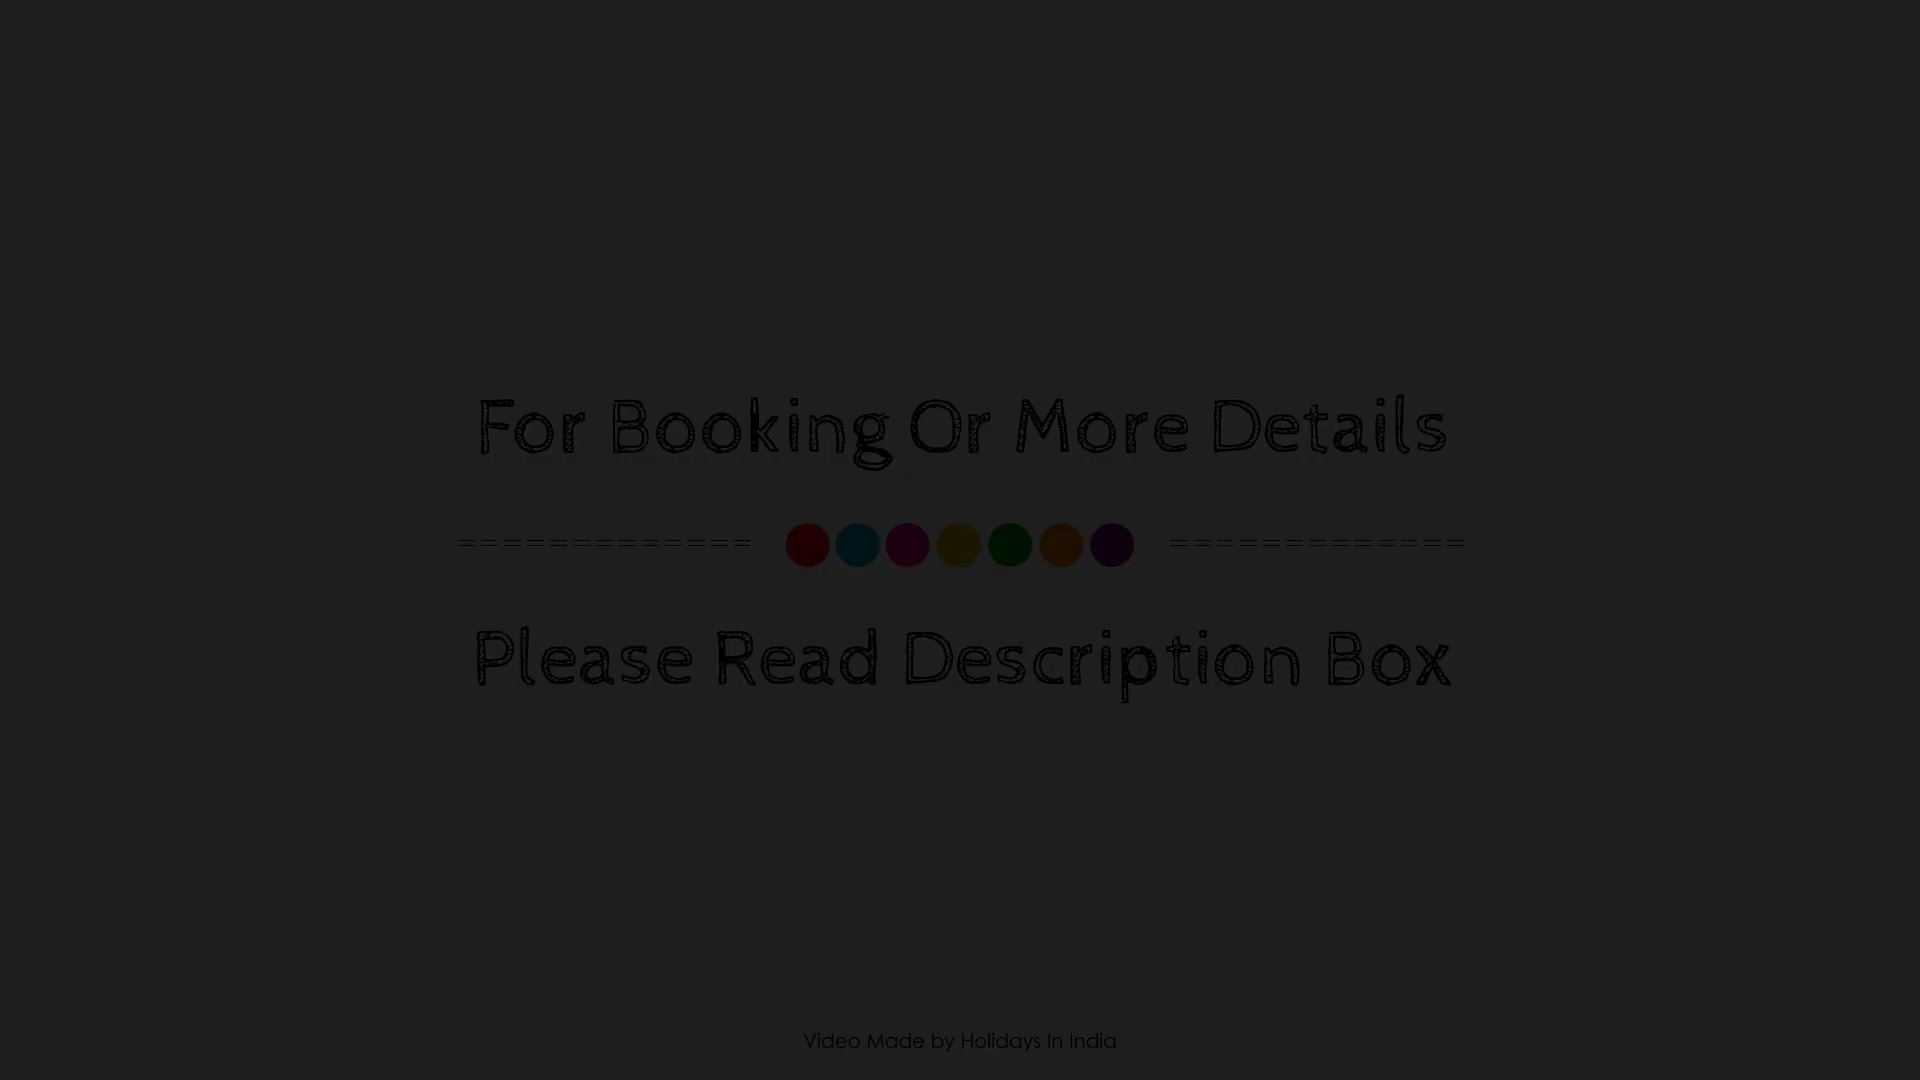 For Booking Or More Details
============= =============
Please Read Description Box
Video Made by Holidays In India